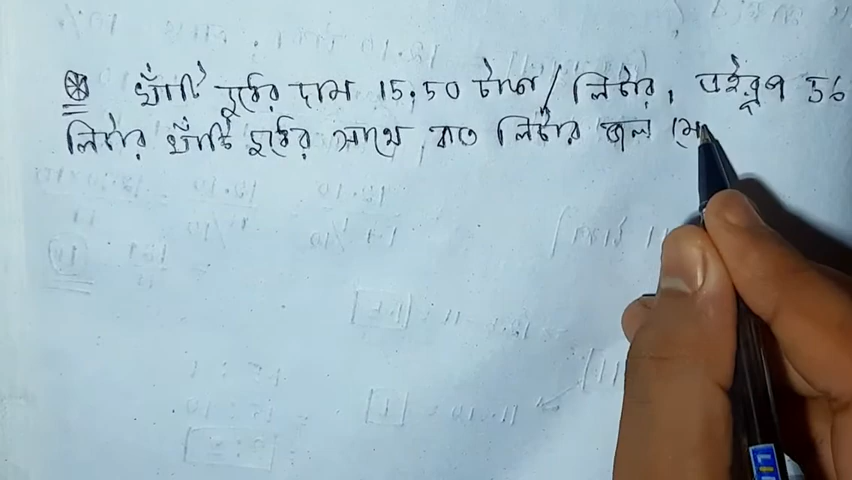 খাঁটি দুধের দাম 15.50 টাকা / লিটার, এইরূপ 56
লিটার খাঁটি দুধের সাথে কত লিটার জল মে